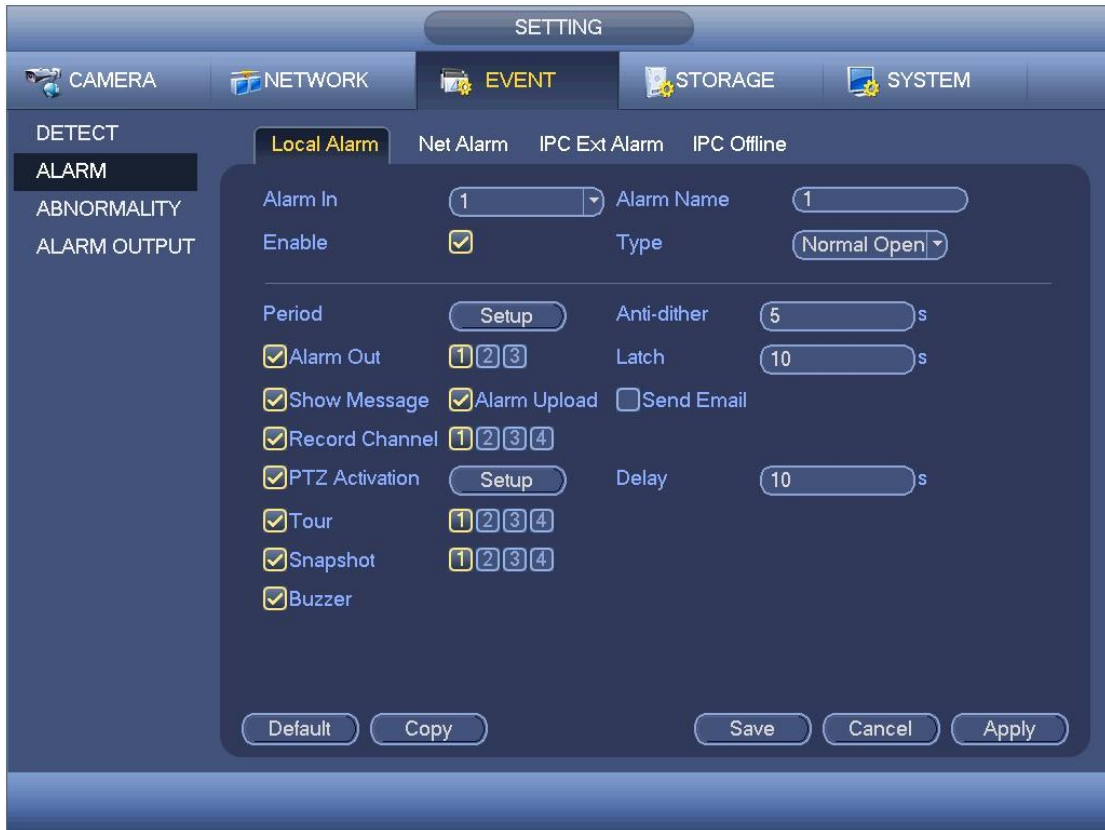 SETTING
CAMERA NETWORK EVENT STORAGE SYSTEM
DETECT
ALARM
ABNORMALITY
ALARM OUTPUT
Local Alarm Net Alarm IPC Ext Alarm IPC Offline
Alarm In 1 Alarm Name 1
Enable Type Normal Open
Period Setup Anti-dither 5 s
Alarm Out 1 2 3 Latch 10 s
Show Message Alarm Upload Send Email
Record Channel 1 2 3 4
PTZ Activation Setup Delay 10 s
Tour 1 2 3 4
Snapshot 1 2 3 4
Buzzer
Default Copy Save Cancel Apply